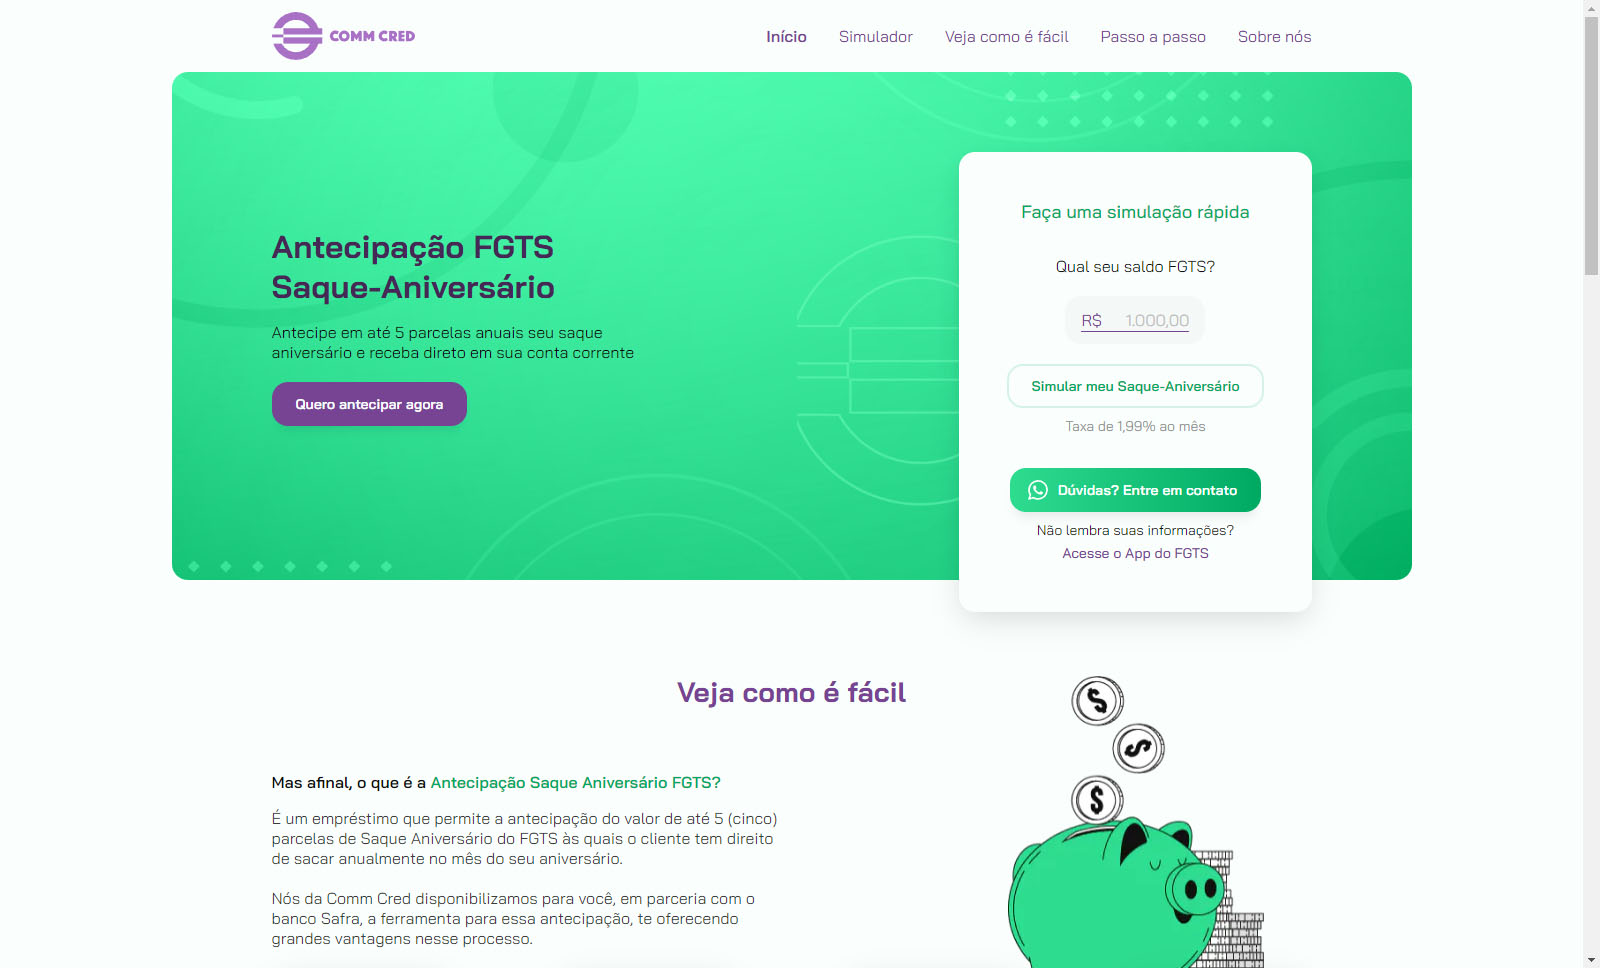 COMM CRED
Início
Simulador
Veja como é fácil
Passo a passo
Sobre nós
Antecipação FGTS
Saque-Aniversário
Antecipe em até 5 parcelas anuais seu saque
aniversário e receba direto em sua conta corrente
Quero antecipar agora
Faça uma simulação rápida
Qual seu saldo FGTS?
R$ 1.000,00
Simular meu Saque-Aniversário
Taxa de 1,99% ao mês
Dúvidas? Entre em contato
Não lembra suas informações?
Acesse o App do FGTS
Veja como é fácil
Mas afinal, o que é a Antecipação Saque Aniversário FGTS?
É um empréstimo que permite a antecipação do valor de até 5 (cinco)
parcelas de Saque Aniversário do FGTS às quais o cliente tem direito
de sacar anualmente no mês do seu aniversário.
Nós da Comm Cred disponibilizamos para você, em parceria com o
banco Safra, a ferramenta para essa antecipação, te oferecendo
grandes vantagens nesse processo.
$
$
$